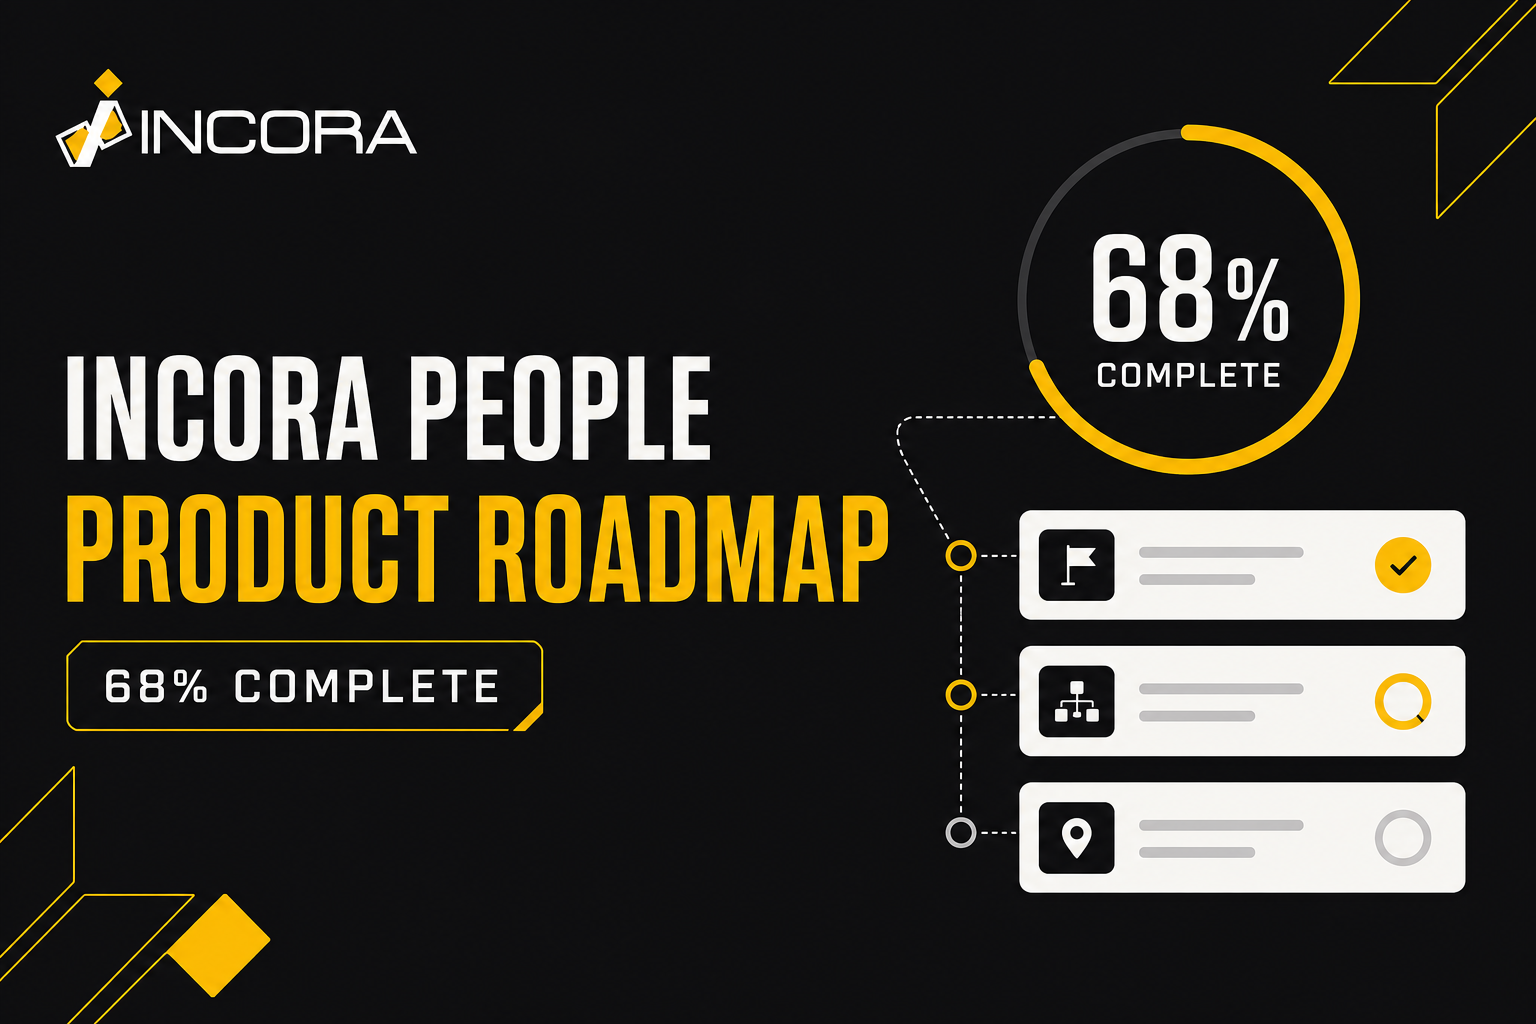 INCORA
INCORA PEOPLE
PRODUCT ROADMAP
68% COMPLETE
68%
COMPLETE